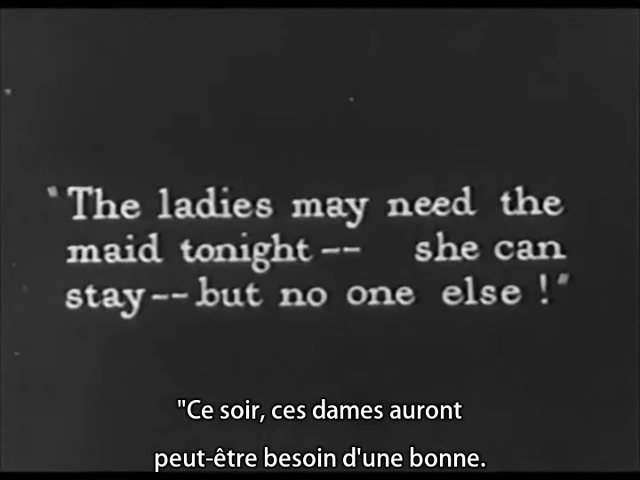 "The ladies may need the
maid tonight-- she can
stay--but no one else!"
"Ce soir, ces dames auront
peut-être besoin d'une bonne.